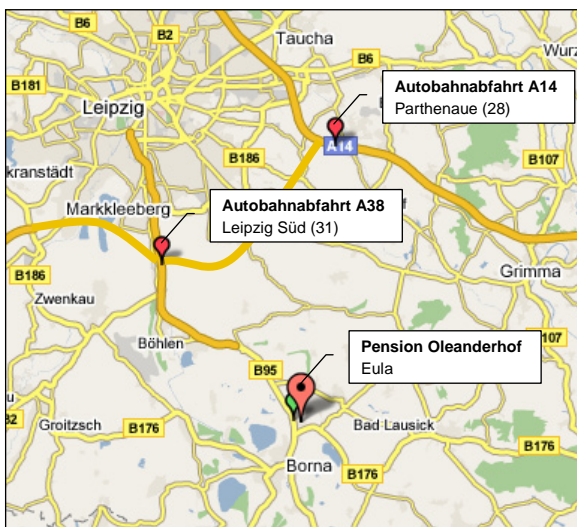 B6
B2
Taucha
B6
Wurz
B181
Leipzig
Autobahnabfahrt A14
Parthenaue (28)
A14
B186
B107
kranstädt
Markkleeberg
Autobahnabfahrt A38
Leipzig Süd (31)
f
B186
Grimma
Zwenkau
Böhlen
Pension Oleanderhof
Eula
107
B95
Groitzsch
B176
Bad Lausick
B176
Borna
B176